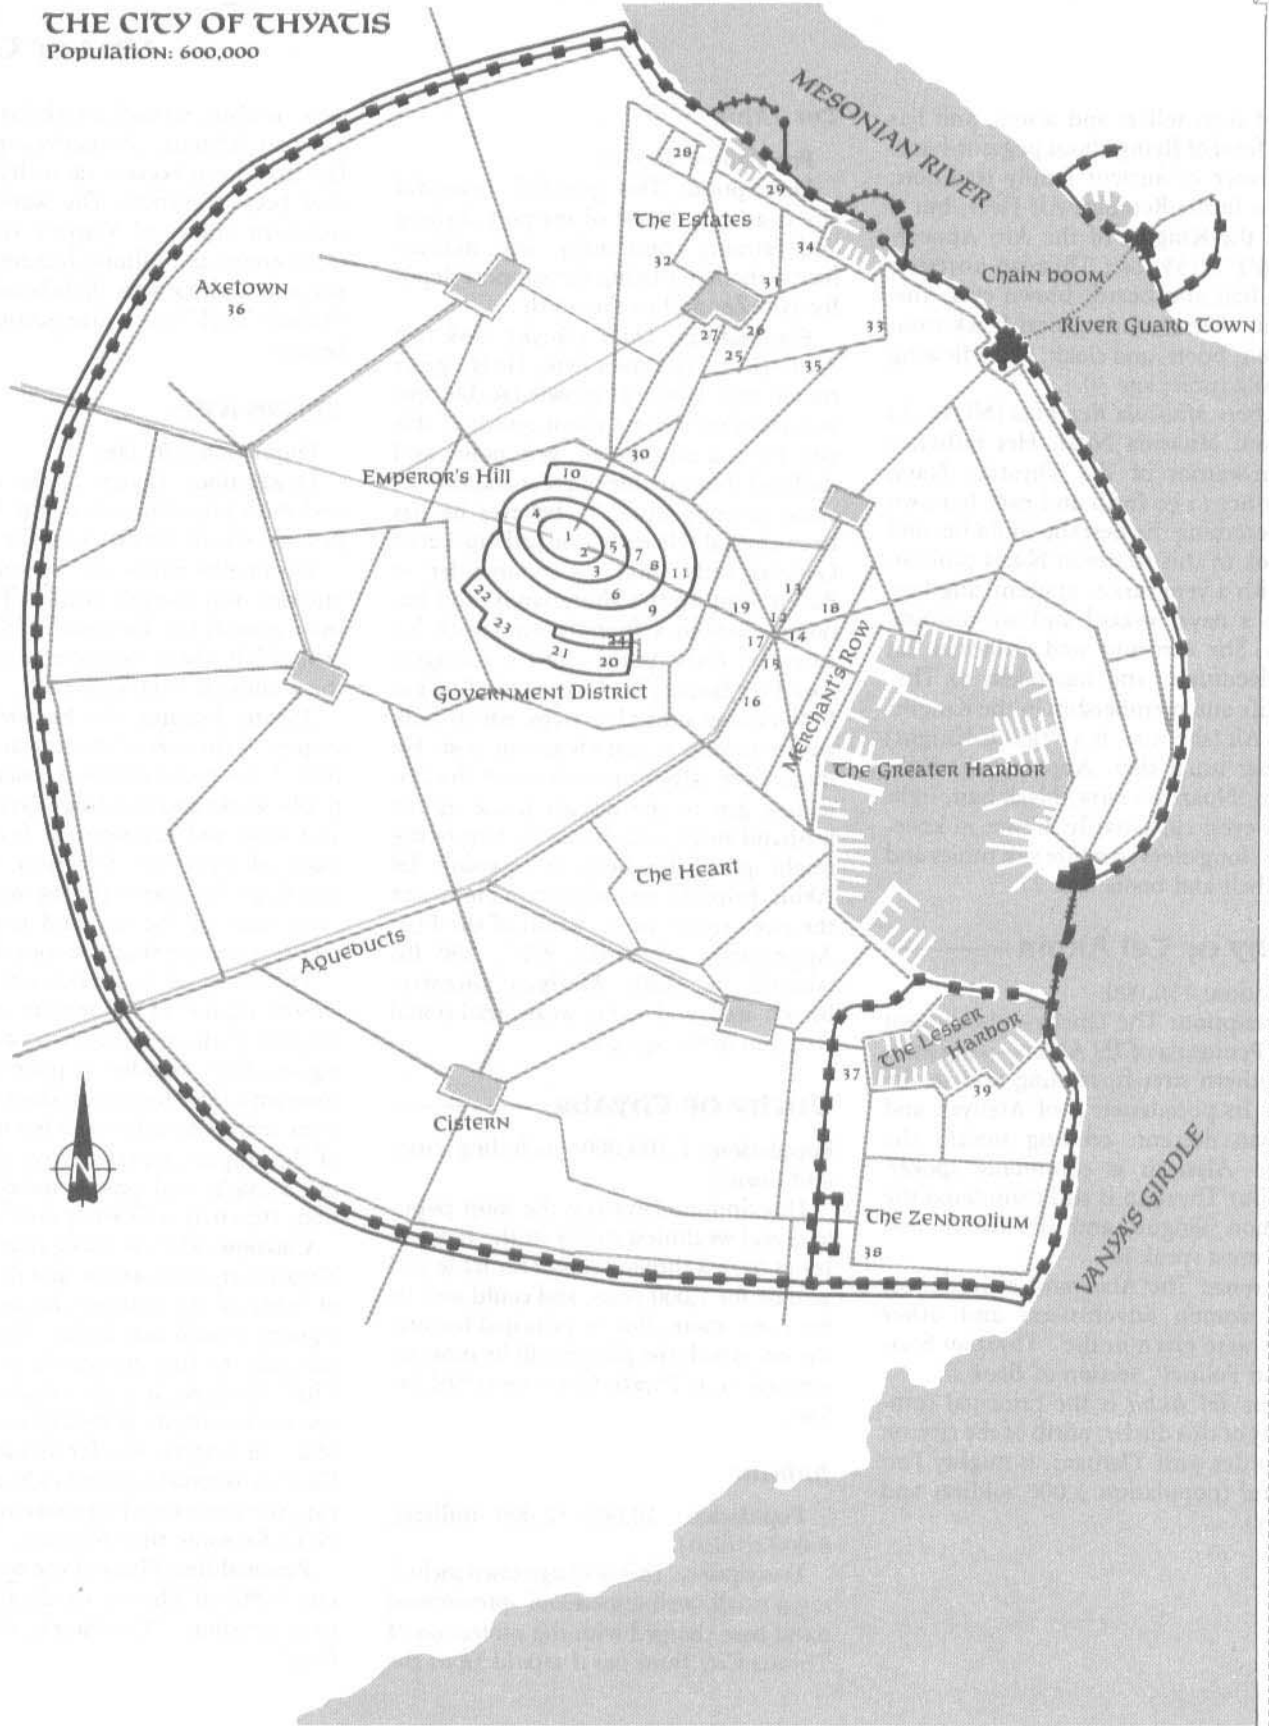 THE CITY OF THYATIS
Population: 600,000
MESONIAN RIVER
28
29
The Estates
32
34
31
Chain boom
River Guard Town
Axetown
36
27
26
25
33
35
30
Emperor's Hill
10
4
1
2
5
7
3
8
11
6
9
22
23
21
24
20
Government District
13
12
19
18
17
14
15
16
Merchant's Row
The Greater Harbor
The Heart
Aqueducts
The Lesser
Harbor
37
39
Cistern
N
The Zendrolium
38
VANYA'S GIRDLE